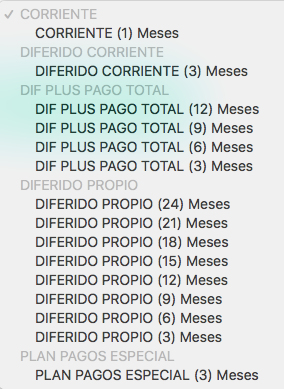 CORRIENTE
CORRIENTE (1) Meses
DIFERIDO CORRIENTE
DIFERIDO CORRIENTE (3) Meses
DIF PLUS PAGO TOTAL
DIF PLUS PAGO TOTAL (12) Meses
DIF PLUS PAGO TOTAL (9) Meses
DIF PLUS PAGO TOTAL (6) Meses
DIF PLUS PAGO TOTAL (3) Meses
DIFERIDO PROPIO
DIFERIDO PROPIO (24) Meses
DIFERIDO PROPIO (21) Meses
DIFERIDO PROPIO (18) Meses
DIFERIDO PROPIO (15) Meses
DIFERIDO PROPIO (12) Meses
DIFERIDO PROPIO (9) Meses
DIFERIDO PROPIO (6) Meses
DIFERIDO PROPIO (3) Meses
PLAN PAGOS ESPECIAL
PLAN PAGOS ESPECIAL (3) Meses